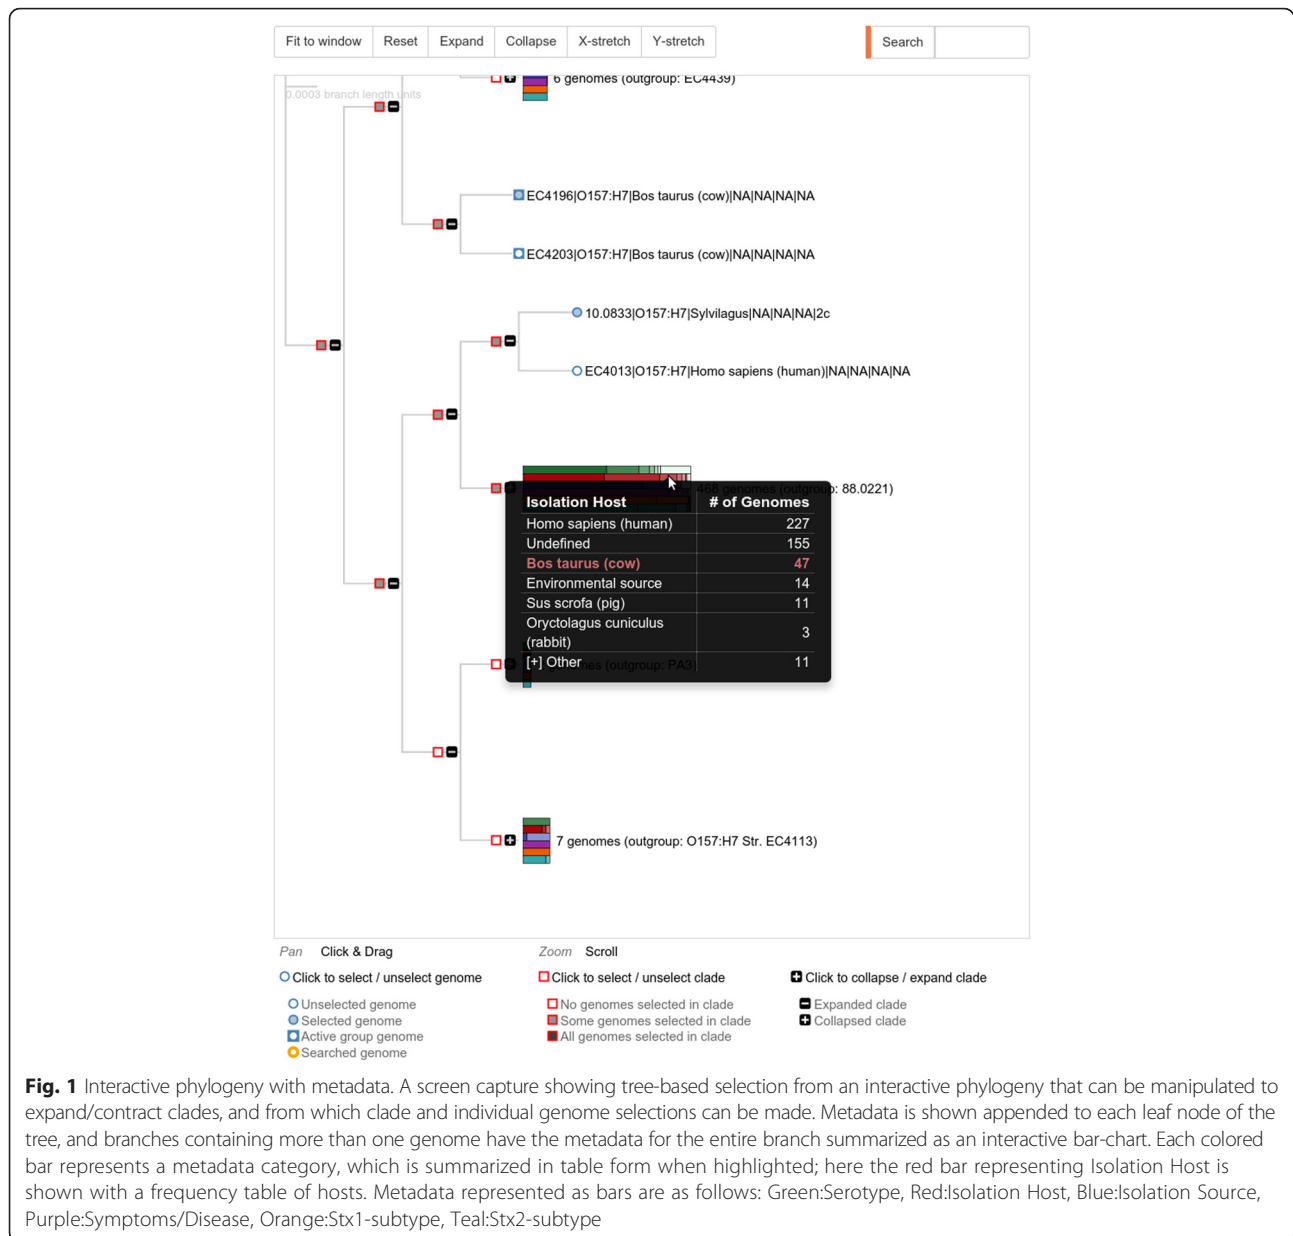 Fit to window Reset Expand Collapse X-stretch Y-stretch Search
6 genomes (outgroup: EC4439)
0.0003 branch length units
EC4196|O157:H7|Bos taurus (cow)|NA|NA|NA|NA
EC4203|O157:H7|Bos taurus (cow)|NA|NA|NA|NA
10.0833|O157:H7|Sylvilagus|NA|NA|NA|2c
EC4013|O157:H7|Homo sapiens (human)|NA|NA|NA|NA
468 genomes (outgroup: 88.0221)
Isolation Host # of Genomes
Homo sapiens (human) 227
Undefined 155
Bos taurus (cow) 47
Environmental source 14
Sus scrofa (pig) 11
Oryctolagus cuniculus
(rabbit) 3
[+] Other 11
genomes (outgroup: PA3)
7 genomes (outgroup: O157:H7 Str. EC4113)
Pan Click & Drag Zoom Scroll
Click to select / unselect genome Click to select / unselect clade Click to collapse / expand clade
Unselected genome No genomes selected in clade Expanded clade
Selected genome Some genomes selected in clade Collapsed clade
Active group genome All genomes selected in clade
Searched genome
Fig. 1 Interactive phylogeny with metadata. A screen capture showing tree-based selection from an interactive phylogeny that can be manipulated to
expand/contract clades, and from which clade and individual genome selections can be made. Metadata is shown appended to each leaf node of the
tree, and branches containing more than one genome have the metadata for the entire branch summarized as an interactive bar-chart. Each colored
bar represents a metadata category, which is summarized in table form when highlighted; here the red bar representing Isolation Host is
shown with a frequency table of hosts. Metadata represented as bars are as follows: Green:Serotype, Red:Isolation Host, Blue:Isolation Source,
Purple:Symptoms/Disease, Orange:Stx1-subtype, Teal:Stx2-subtype